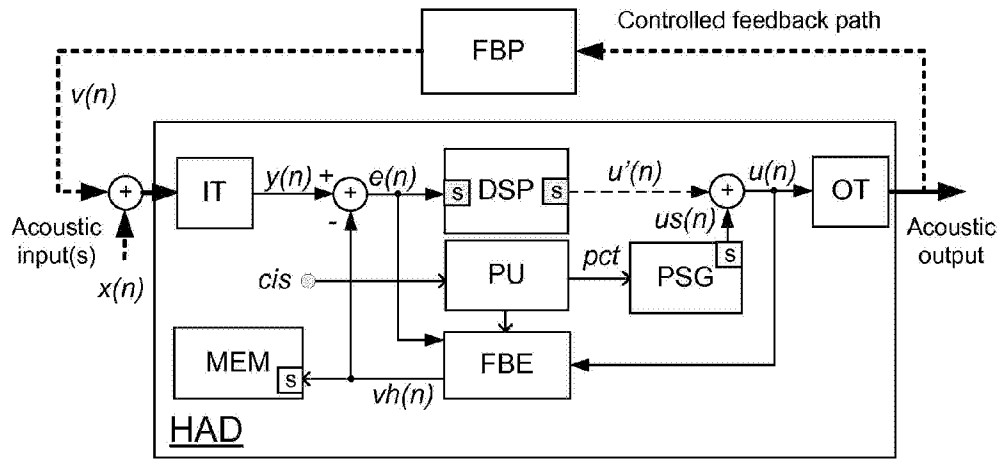 Controlled feedback path
FBP
v(n)
IT
y(n)
+
+
-
e(n)
s
DSP
s
u'(n)
+
u(n)
OT
+
us(n)
Acoustic
input(s)
x(n)
Acoustic
output
cis
PU
pct
PSG
s
MEM
s
vh(n)
FBE
HAD